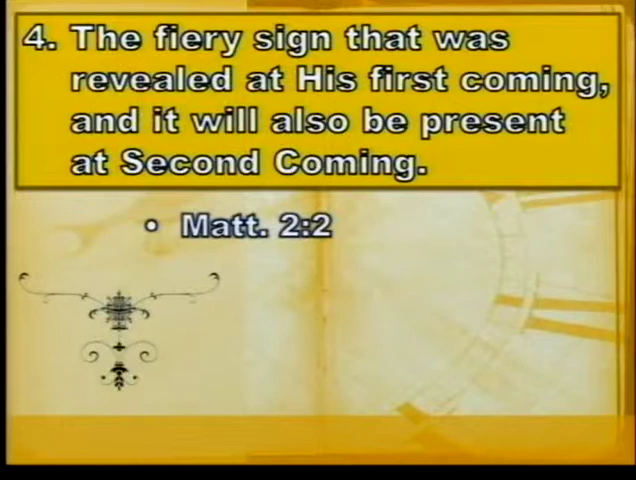 4. The fiery sign that was
revealed at His first coming,
and it will also be present
at Second Coming.
• Matt. 2:2